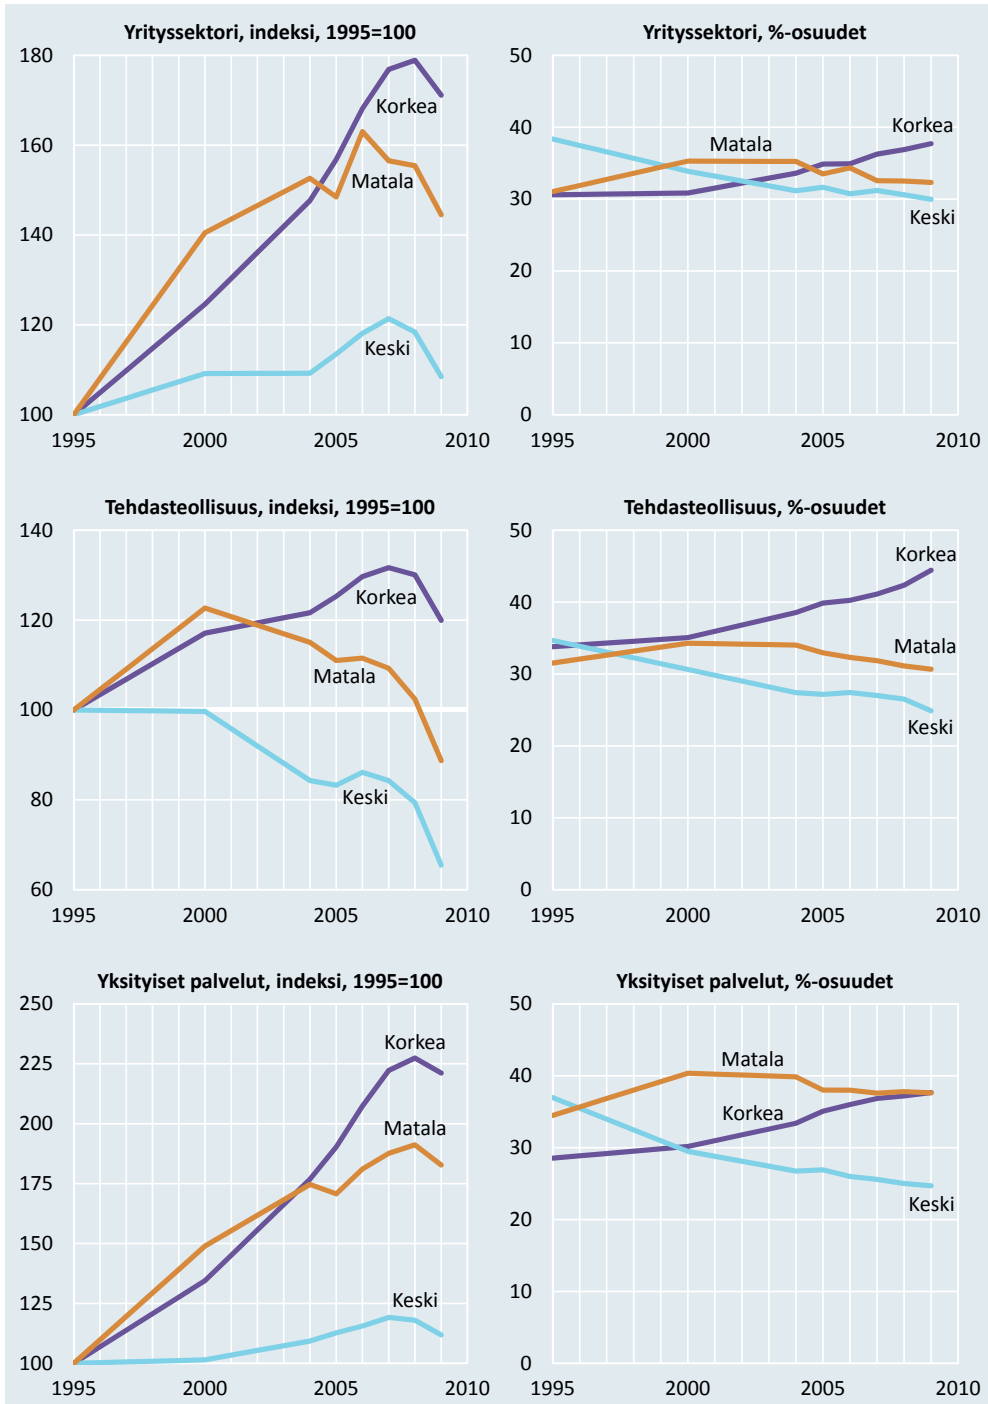 Yrityssektori, indeksi, 1995=100
180
160
140
120
100
1995 2000 2005 2010
Korkea
Matala
Keski
Yrityssektori, %-osuudet
50
40
30
20
10
0
1995 2000 2005 2010
Korkea
Matala
Keski
Tehdasteollisuus, indeksi, 1995=100
140
120
100
80
60
1995 2000 2005 2010
Korkea
Matala
Keski
Tehdasteollisuus, %-osuudet
50
40
30
20
10
0
1995 2000 2005 2010
Korkea
Matala
Keski
Yksityiset palvelut, indeksi, 1995=100
250
225
200
175
150
125
100
1995 2000 2005 2010
Korkea
Matala
Keski
Yksityiset palvelut, %-osuudet
50
40
30
20
10
0
1995 2000 2005 2010
Matala
Korkea
Keski